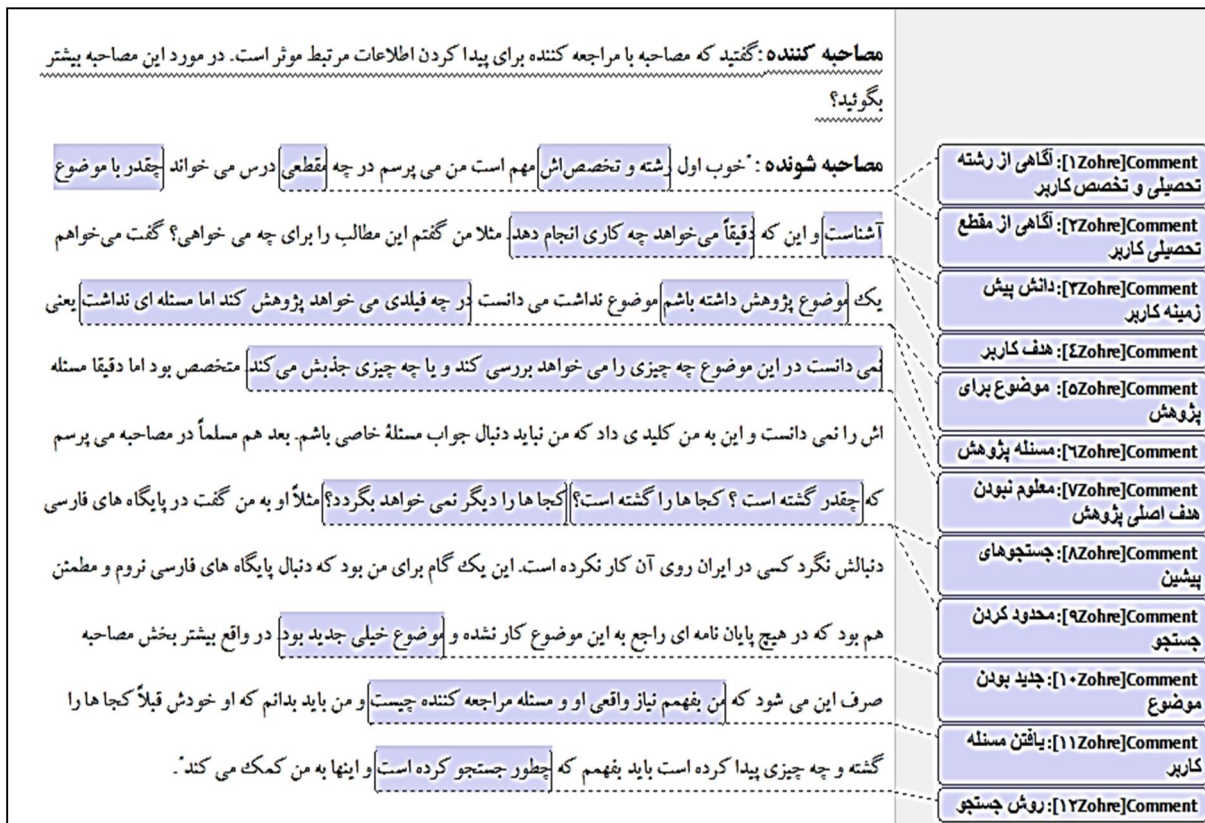 مصاحبه کننده :گفتید که مصاحبه با مراجعه کننده برای پیدا کردن اطلاعات مرتبط موثر است. در مورد این مصاحبه بیشتر
بگوئید؟
مصاحبه شونده : "خوب اول رشته و تخصص‌اش مهم است من می پرسم در چه مقطعی درس می خواند چقدر با موضوع
آشناست و این که دقیقاً می‌خواهد چه کاری انجام دهد. مثلا من گفتم این مطالب را برای چه می خواهی؟ گفت می‌خواهم
یک موضوع پژوهش داشته باشم موضوع نداشت می دانست در چه فیلدی می خواهد پژوهش کند اما مسئله ای نداشت یعنی
نمی دانست در این موضوع چه چیزی را می خواهد بررسی کند و یا چه چیزی جذبش می‌کند. متخصص بود اما دقیقا مسئله
اش را نمی دانست و این به من کلید ی داد که من نباید دنبال جواب مسئلۀ خاصی باشم. بعد هم مسلماً در مصاحبه می پرسم
که چقدر گشته است ؟ کجا ها را گشته است؟ کجا ها را دیگر نمی خواهد بگردد؟ مثلاً او به من گفت در پایگاه های فارسی
دنبالش نگرد کسی در ایران روی آن کار نکرده است. این یک گام برای من بود که دنبال پایگاه های فارسی نروم و مطمئن
هم بود که در هیچ پایان نامه ای راجع به این موضوع کار نشده و موضوع خیلی جدید بود. در واقع بیشتر بخش مصاحبه
صرف این می شود که من بفهمم نیاز واقعی او و مسئله مراجعه کننده چیست و من باید بدانم که او خودش قبلاً کجا ها را
گشته و چه چیزی پیدا کرده است باید بفهمم که چطور جستجو کرده است و اینها به من کمک می کند".
Comment[Zohre۱]: آگاهی از رشته
تحصیلی و تخصص کاربر
Comment[Zohre۲]: آگاهی از مقطع
تحصیلی کاربر
Comment[Zohre۳]: دانش پیش
زمینه کاربر
Comment[Zohre٤]: هدف کاربر
Comment[Zohre۵]: موضوع برای
پژوهش
Comment[Zohre٦]: مسئله پژوهش
Comment[Zohre۷]: معلوم نبودن
هدف اصلی پژوهش
Comment[Zohre۸]: جستجوهای
پیشین
Comment[Zohre۹]: محدود کردن
جستجو
Comment[Zohre۱۰]: جدید بودن
موضوع
Comment[Zohre۱۱]: یافتن مسئله
کاربر
Comment[Zohre۱۲]: روش جستجو